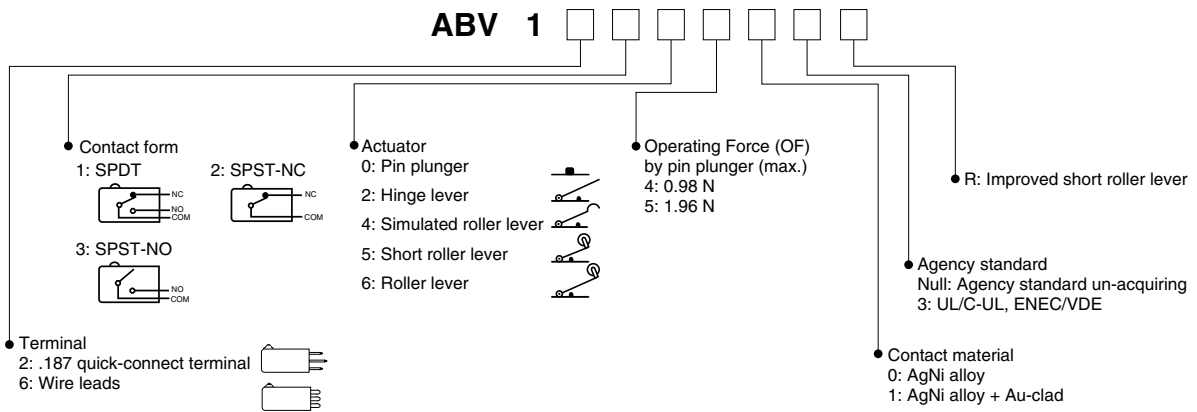 ABV 1
Contact form
1: SPDT
NC
NO
COM
2: SPST-NC
NC
COM
3: SPST-NO
NO
COM
Actuator
0: Pin plunger
2: Hinge lever
4: Simulated roller lever
5: Short roller lever
6: Roller lever
Operating Force (OF)
by pin plunger (max.)
4: 0.98 N
5: 1.96 N
R: Improved short roller lever
Agency standard
Null: Agency standard un-acquiring
3: UL/C-UL, ENEC/VDE
Terminal
2: .187 quick-connect terminal
6: Wire leads
Contact material
0: AgNi alloy
1: AgNi alloy + Au-clad